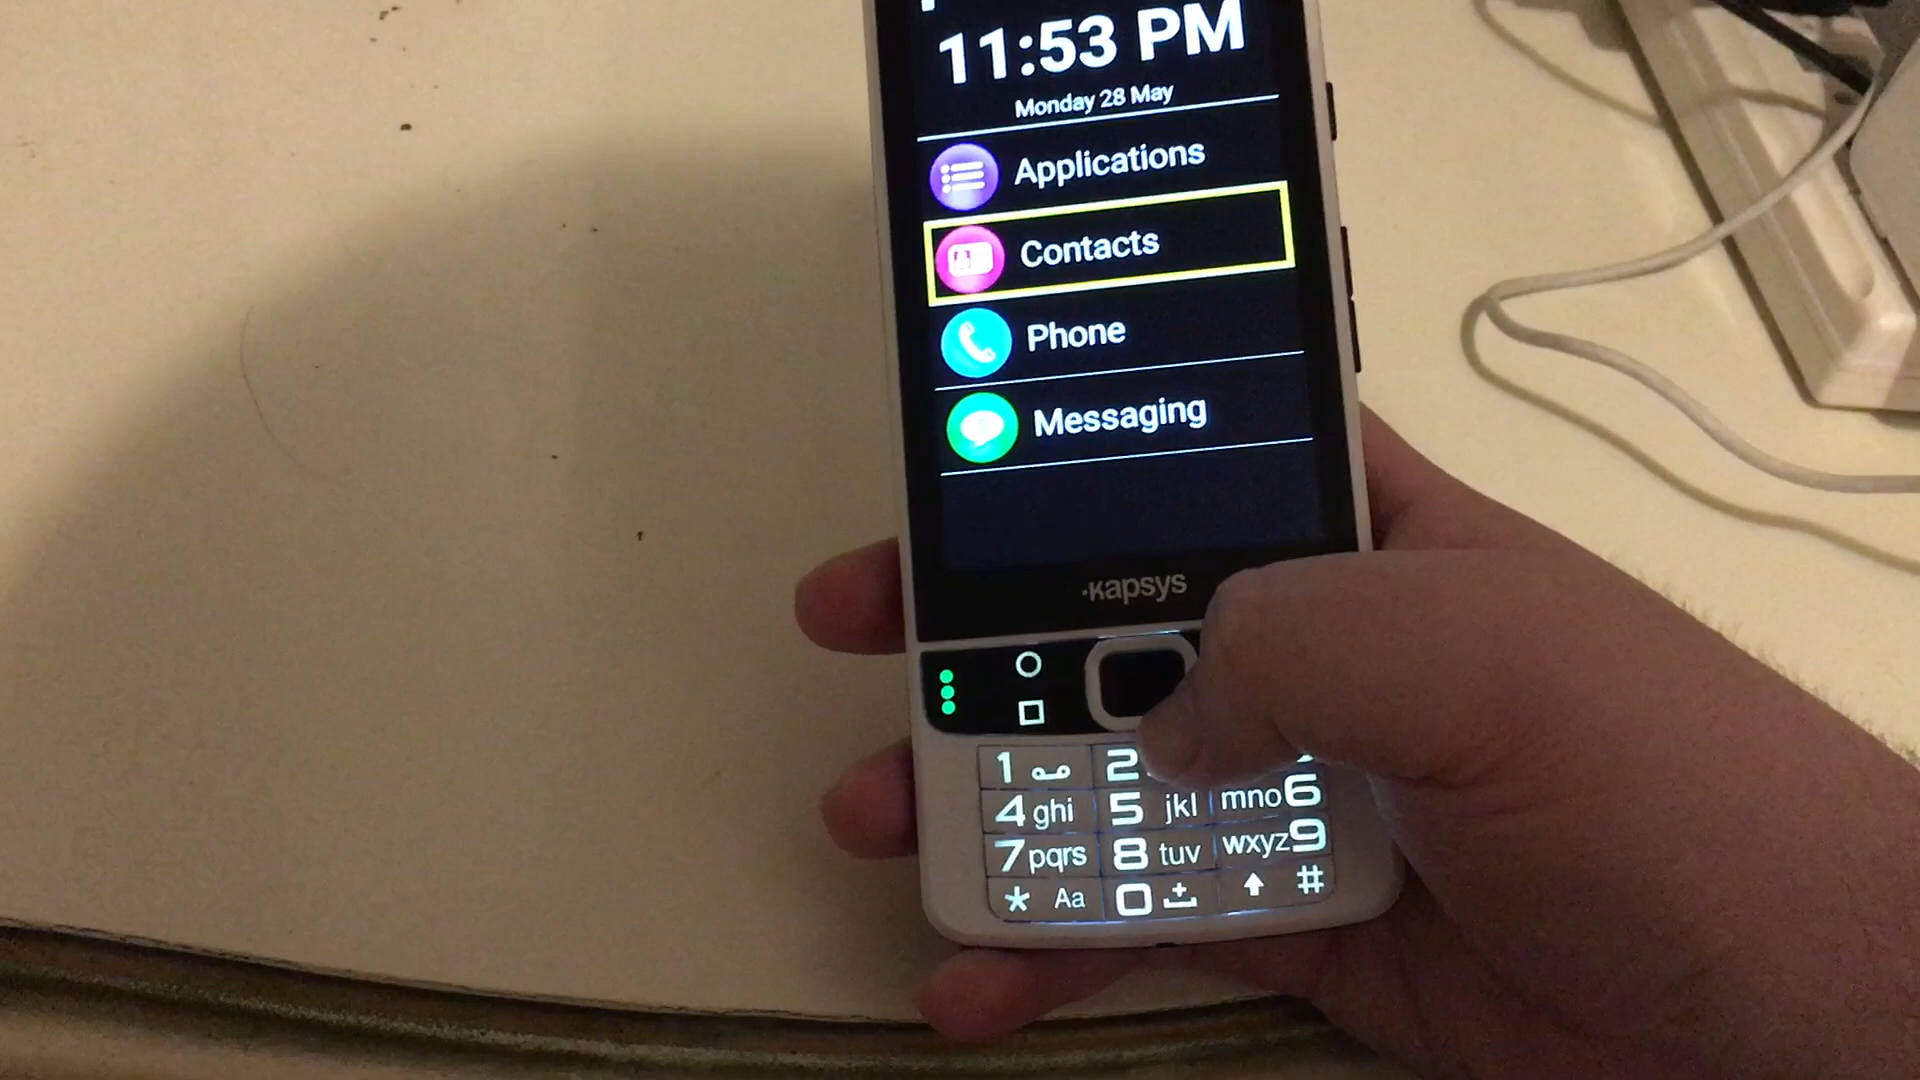 11:53 PM
Monday 28 May
Applications
Contacts
Phone
Messaging
Kapsys
1 2
4 ghi 5 jkl mno 6
7 pqrs 8 tuv wxyz 9
* Aa 0 #